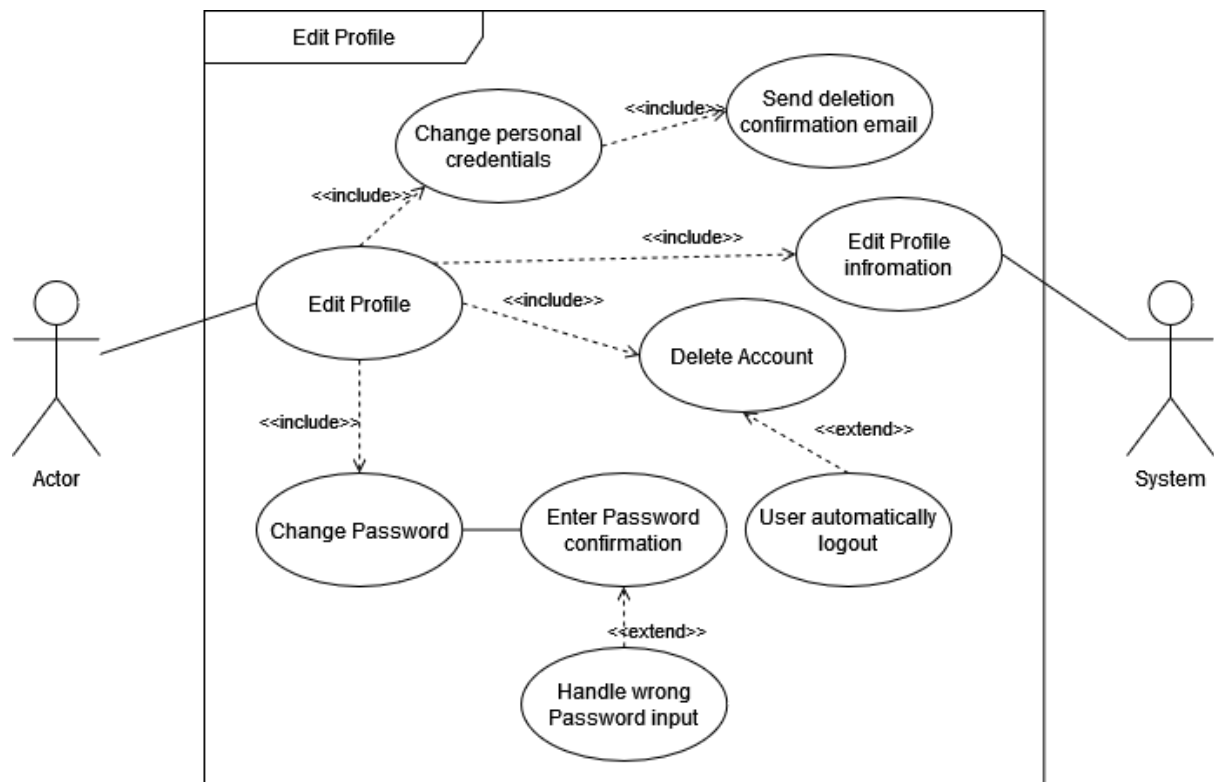 Edit Profile
Send deletion
confirmation email
<<include>>
Change personal
credentials
<<include>>
<<include>>
Edit Profile
infromation
Edit Profile
<<include>>
Delete Account
<<include>>
<<extend>>
Actor
System
Change Password
Enter Password
confirmation
User automatically
logout
<<extend>>
Handle wrong
Password input